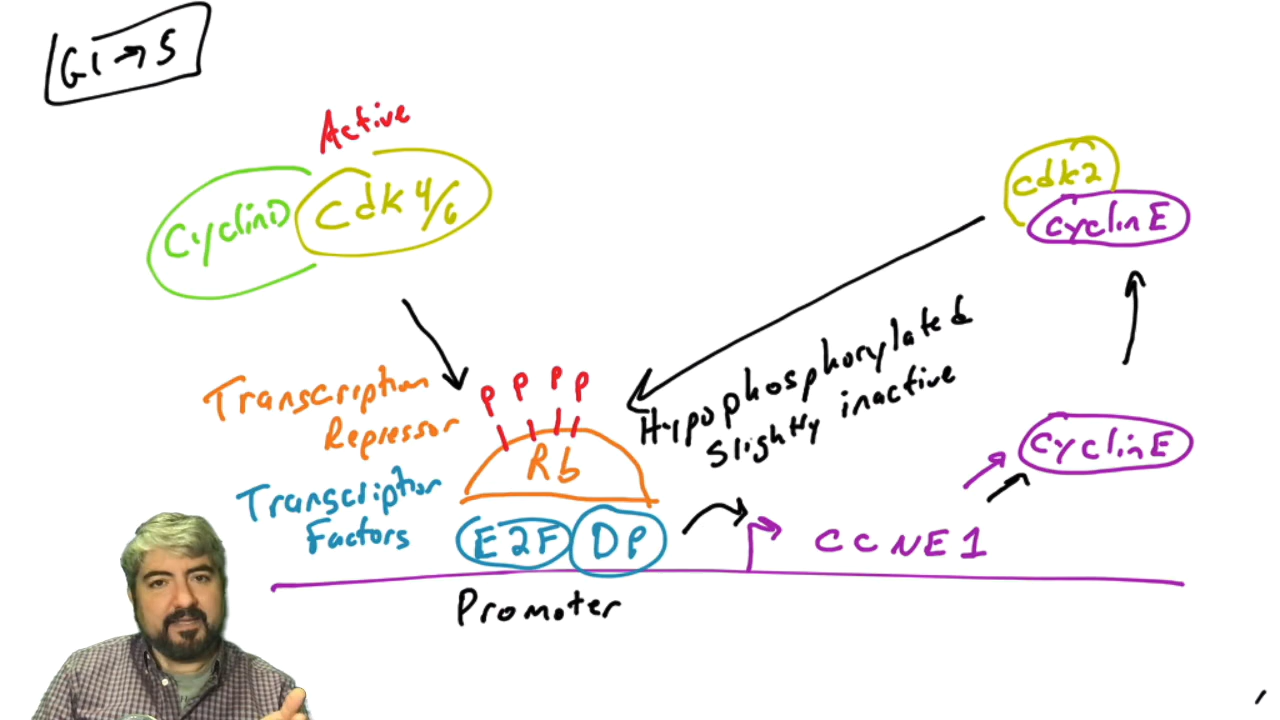 G1 → S
Active
CyclinD
Cdk 4/6
cdk2
cyclin E
Transcription
Repressor
P P P P
Rb
Hypophosphorylated
Slightly inactive
cyclin E
Transcription
Factors
E2F
DP
CCNE1
Promoter